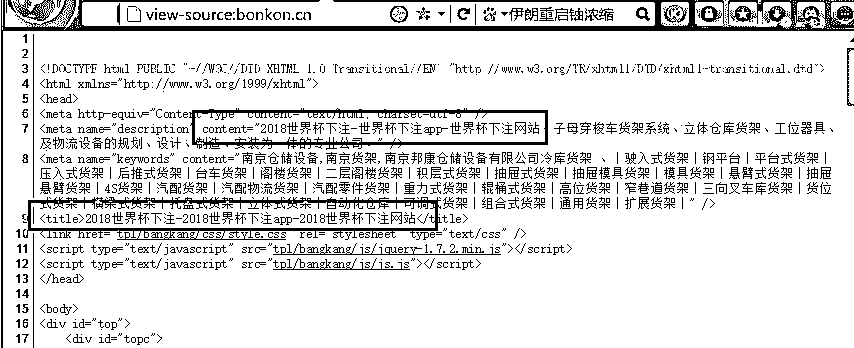 view-source:bonkon.cn 伊朗重启铀浓缩
1
2
3 <!DOCTYPE html PUBLIC "-//W3C//DTD XHTML 1.0 Transitional//EN" "http://www.w3.org/TR/xhtml1/DTD/xhtml1-transitional.dtd">
4 <html xmlns="http://www.w3.org/1999/xhtml">
5 <head>
6 <meta http-equiv="Content-Type" content="text/html; charset=utf-8" />
7 <meta name="description" content="2018世界杯下注-世界杯下注app-世界杯下注网站、子母穿梭车货架系统、立体仓库货架、工位器具、
及物流设备的规划、设计、制造、安装为一体的专业公司。" />
8 <meta name="keywords" content="南京仓储设备,南京货架,南京邦康仓储设备有限公司冷库货架 、|驶入式货架|钢平台|平台式货架|
压入式货架|后推式货架|台车货架|阁楼货架|二层阁楼货架|积层式货架|抽屉式货架|抽屉模具货架|模具货架|悬臂式货架|抽屉
悬臂货架|4S货架|汽配货架|汽配物流货架|汽配零件货架|重力式货架|辊桶式货架|高位货架|窄巷道货架|三向叉车库货架|货位
式货架|横梁式货架|托盘式货架|立体式货架|自动化仓库|可调式货架|组合式货架|通用货架|扩展货架|" />
9 <title>2018世界杯下注-2018世界杯下注app-2018世界杯下注网站</title>
10 <link href="tpl/bangkang/css/style.css" rel="stylesheet" type="text/css" />
11 <script type="text/javascript" src="tpl/bangkang/js/jquery-1.7.2.min.js"></script>
12 <script type="text/javascript" src="tpl/bangkang/js/js.js"></script>
13 </head>
14
15 <body>
16 <div id="top">
17 <div id="topc">